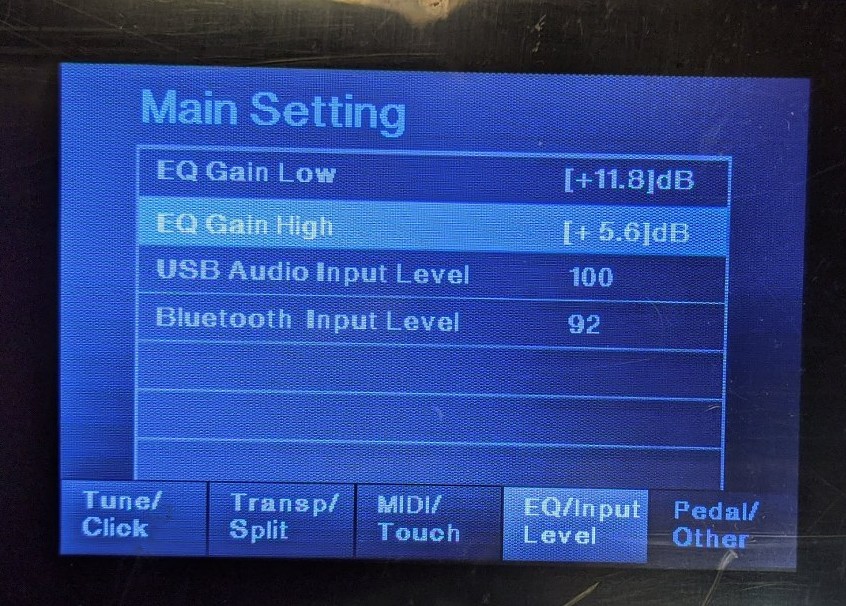 Main Setting
EQ Gain Low [+11.8]dB
EQ Gain High [+ 5.6]dB
USB Audio Input Level 100
Bluetooth Input Level 92
Tune/
Click
Transp/
Split
MIDI/
Touch
EQ/Input
Level
Pedal/
Other